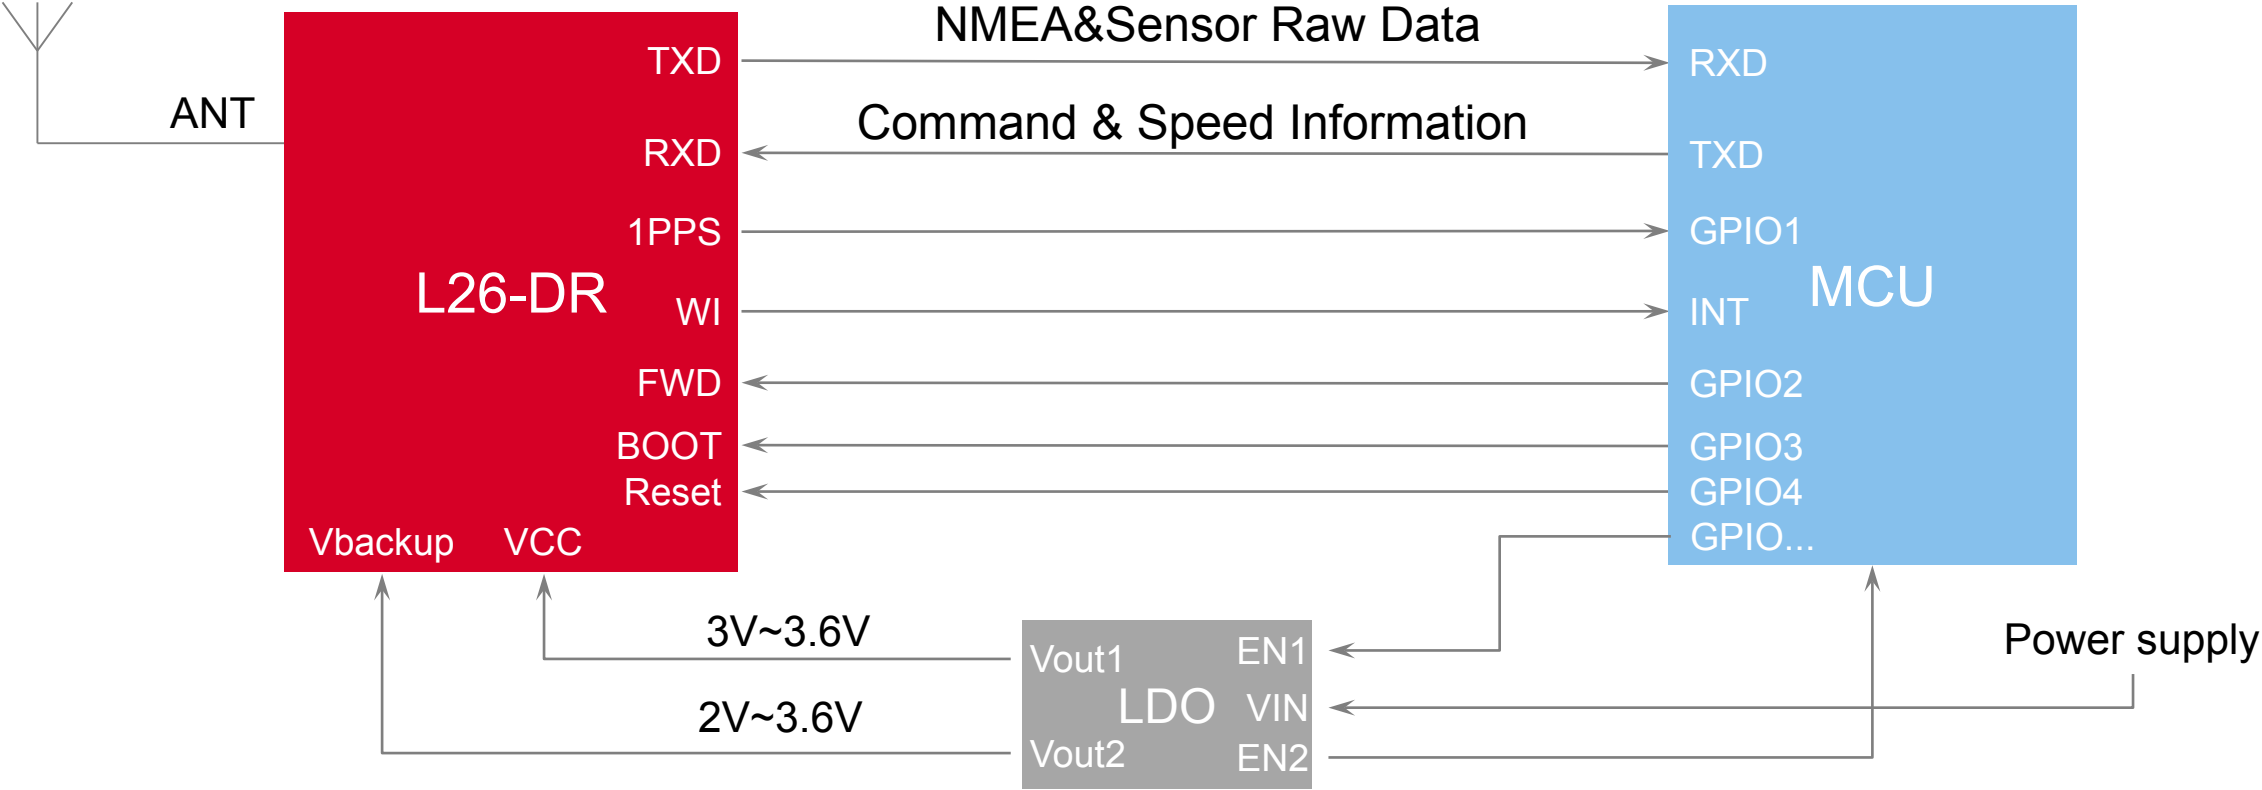 NMEA&Sensor Raw Data
TXD
RXD
ANT
Command & Speed Information
RXD
TXD
1PPS
GPIO1
L26-DR
MCU
WI
INT
FWD
GPIO2
BOOT
GPIO3
Reset
GPIO4
Vbackup
VCC
GPIO...
3V~3.6V
Vout1
EN1
Power supply
LDO
VIN
2V~3.6V
Vout2
EN2